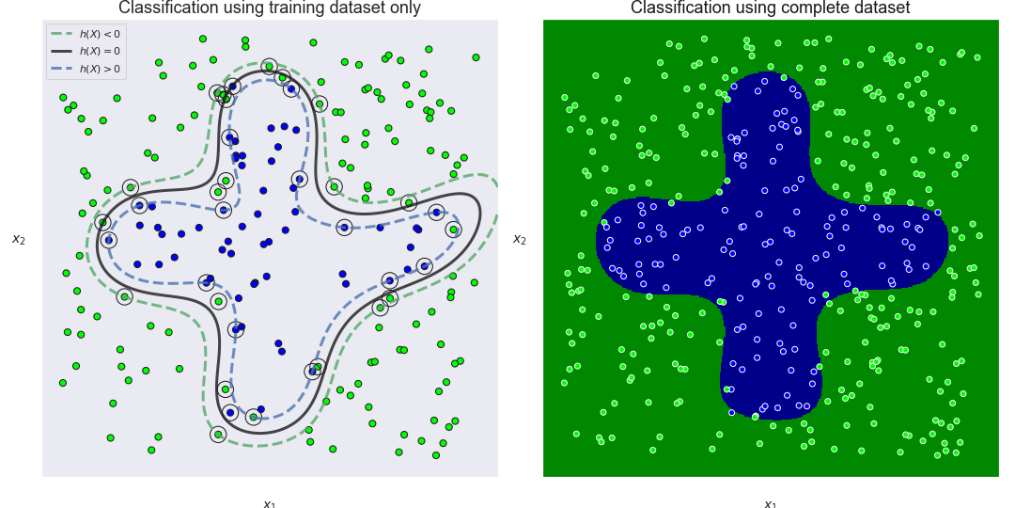 Classification using training dataset only
h(X) < 0
h(X) = 0
h(X) > 0
x₂
x₁
Classification using complete dataset
x₂
x₁